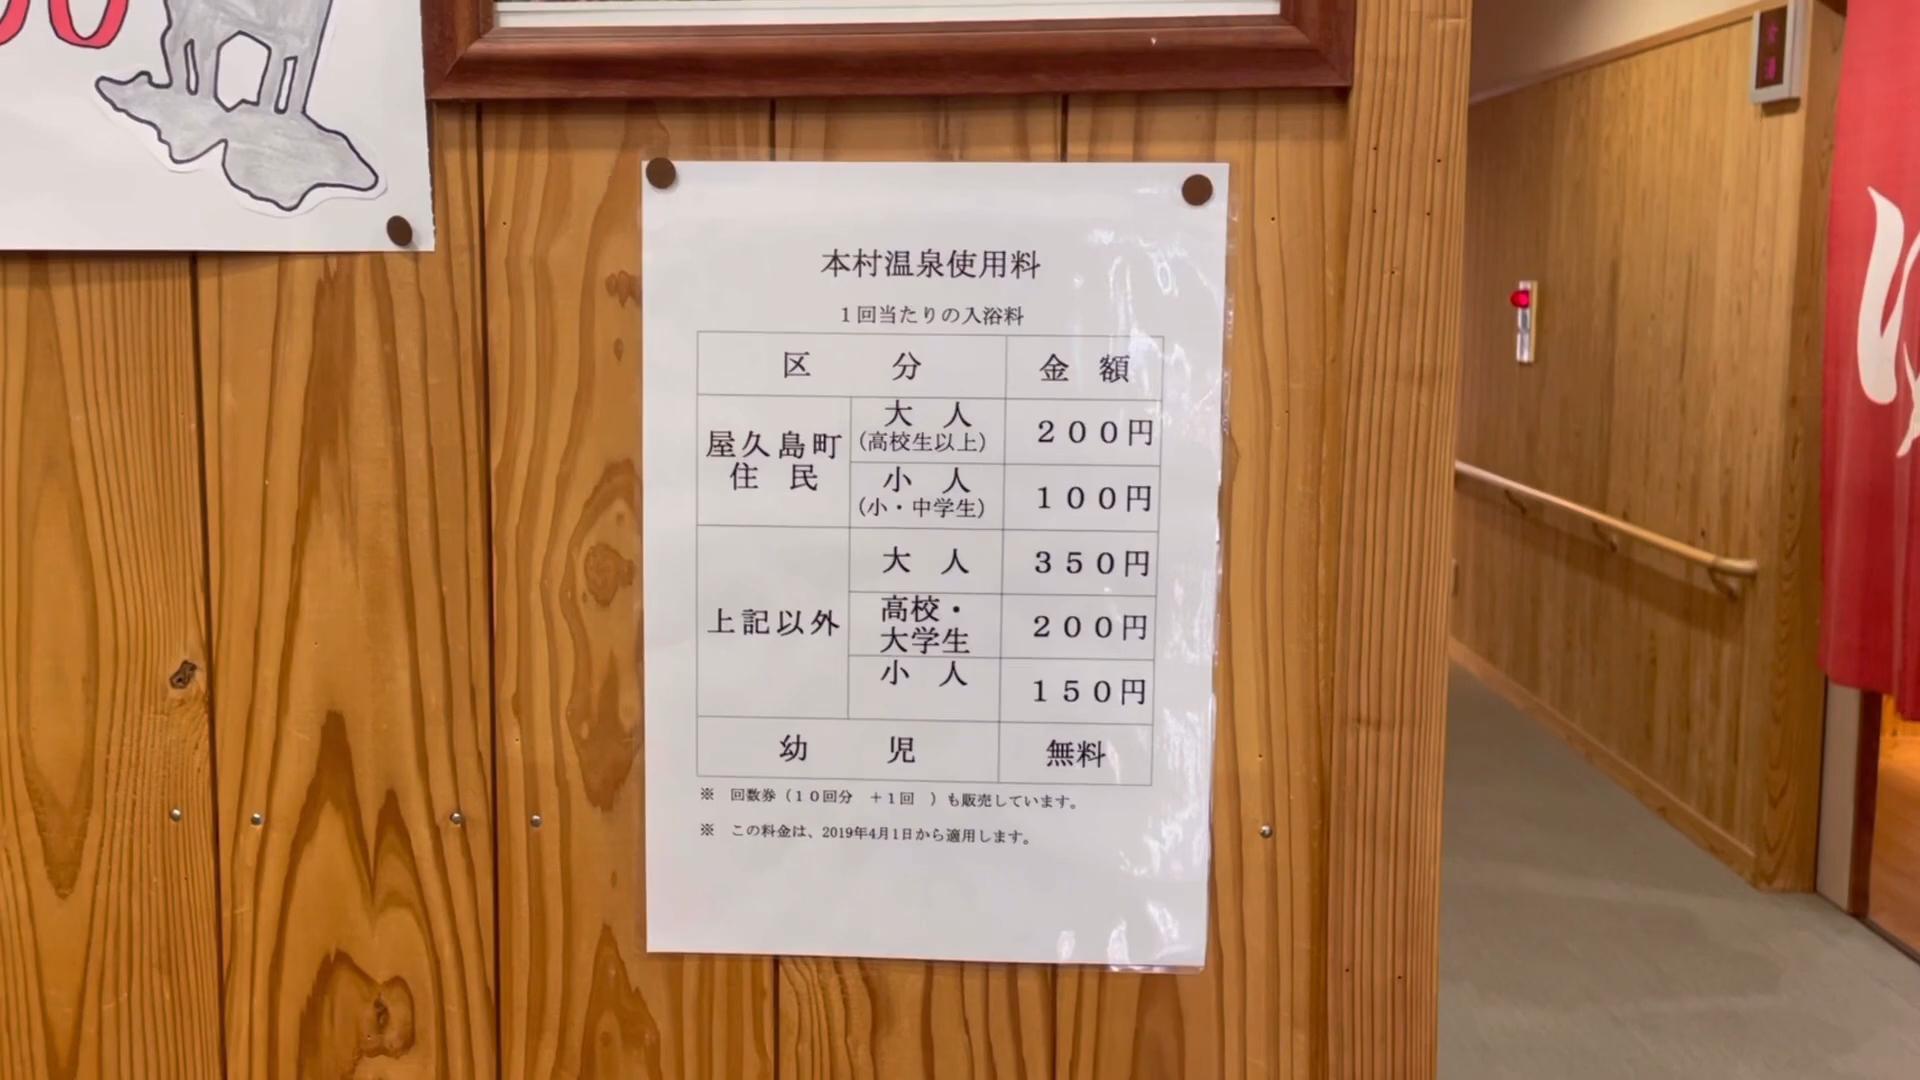 本村温泉使用料
1回当たりの入浴料
区 分 金 額
屋久島町
住 民
大 人
(高校生以上)
200円
小 人
(小・中学生)
100円
上記以外
大 人
350円
高校・
大学生
200円
小 人
150円
幼 児 無料
※ 回数券(10回分 +1回 )も販売しています。
※ この料金は、2019年4月1日から適用します。
ゆ